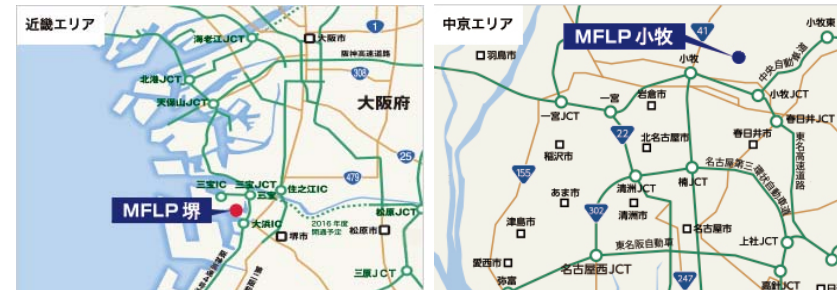 近畿エリア
海老江JCT
大阪市
1
阪神高速道路
308
北港JCT
大阪府
天保山JCT
25
479
三宝IC
三宝JCT
三宝
住之江IC
MFLP 堺
2016年度
開通予定
松原JCT
大浜IC
堺市
松原市
三原JCT
中京エリア
MFLP 小牧
41
小牧東
羽島市
小牧
中央自動車道
一宮JCT
一宮
岩倉市
小牧JCT
春日井JCT
22
北名古屋市
春日井市
東名高速道路
稲沢市
155
名古屋第二環状自動車道
あま市
清洲JCT
楠JCT
302
清洲市
津島市
名古屋市
東名阪自動車
上社JCT
愛西市
名古屋西JCT
弥富
247
高針JCT